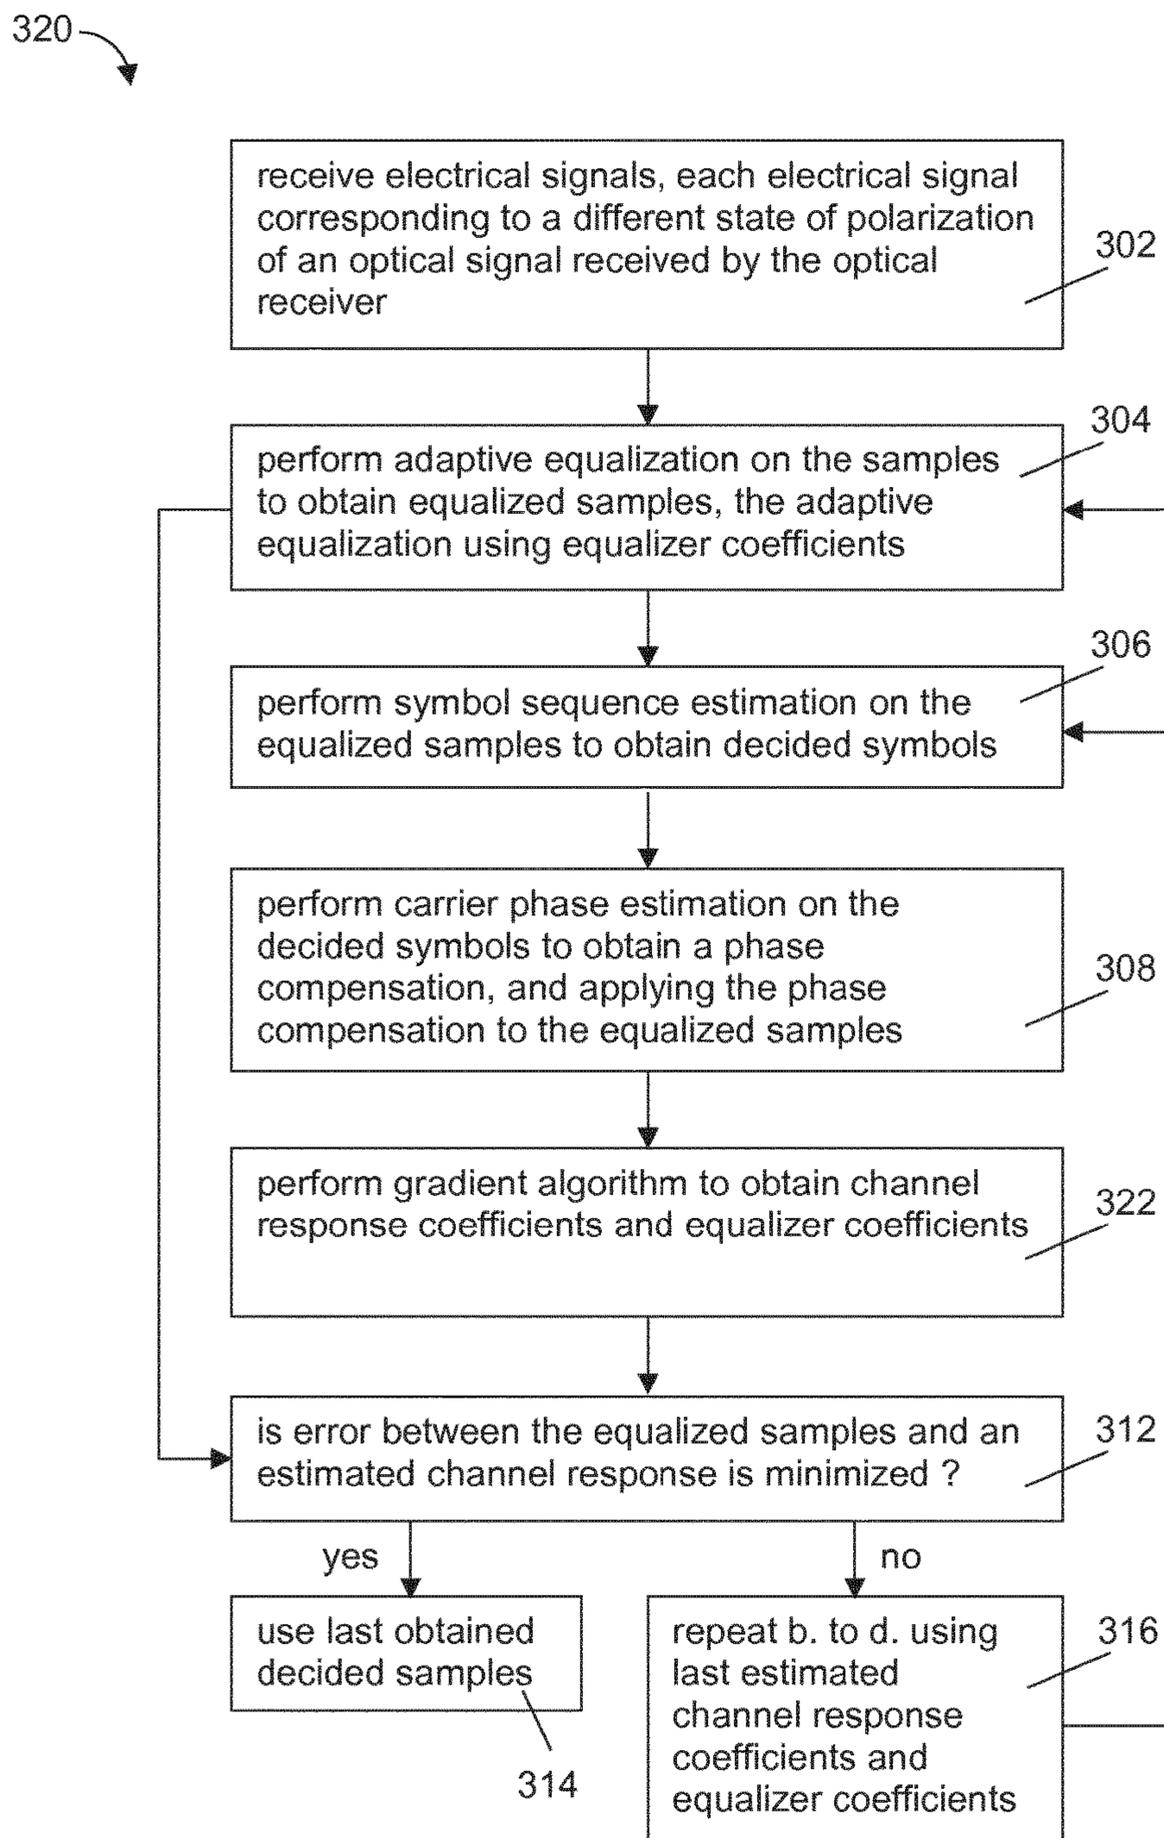 320
receive electrical signals, each electrical signal
corresponding to a different state of polarization
of an optical signal received by the optical
receiver
302
304
perform adaptive equalization on the samples
to obtain equalized samples, the adaptive
equalization using equalizer coefficients
306
perform symbol sequence estimation on the
equalized samples to obtain decided symbols
perform carrier phase estimation on the
decided symbols to obtain a phase
compensation, and applying the phase
compensation to the equalized samples
308
perform gradient algorithm to obtain channel
response coefficients and equalizer coefficients
322
is error between the equalized samples and an
estimated channel response is minimized ?
312
yes
no
use last obtained
decided samples
314
repeat b. to d. using
last estimated
channel response
coefficients and
equalizer coefficients
316